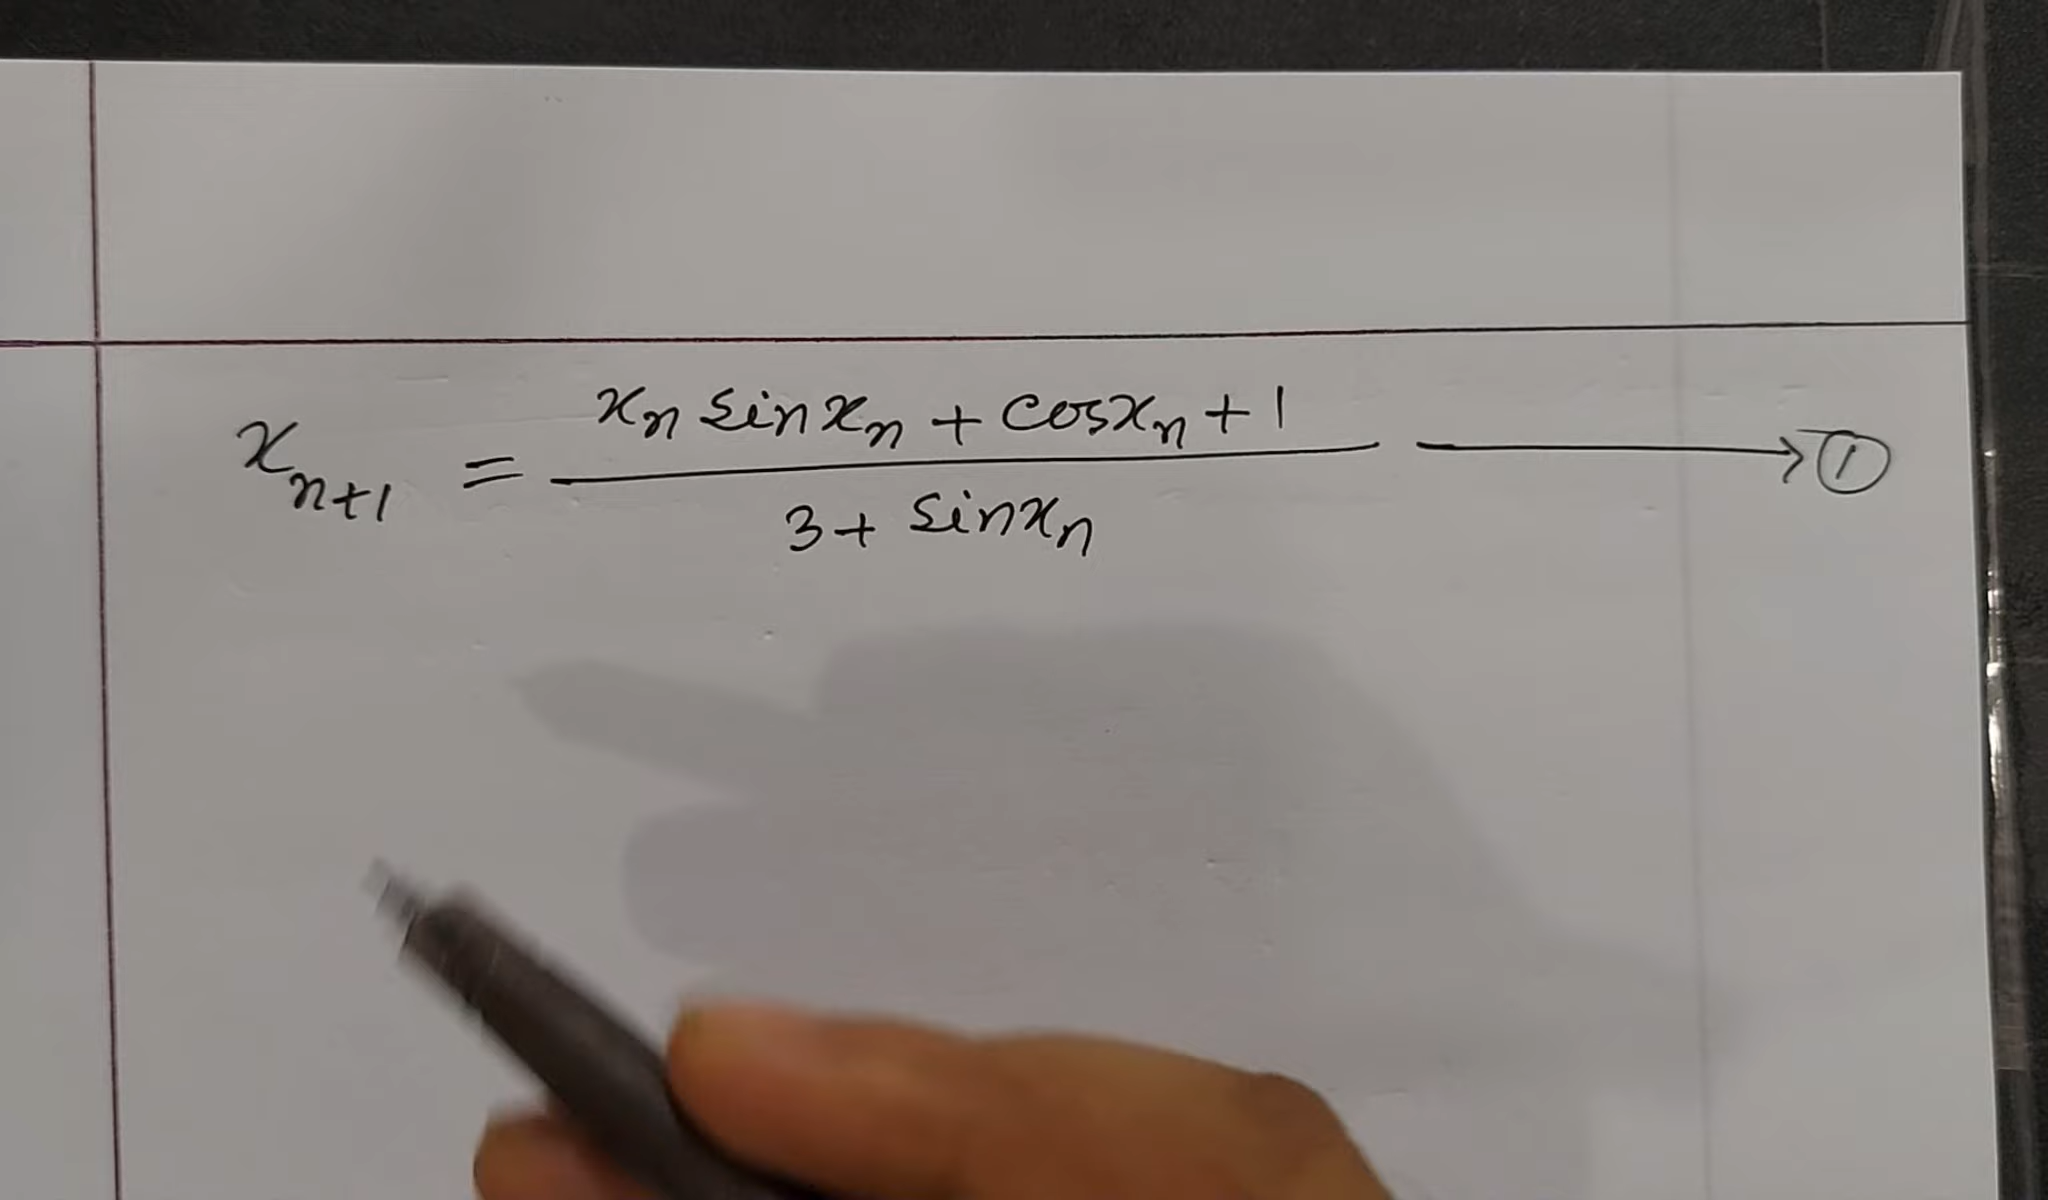 xₙ₊₁ = (xₙ sin xₙ + cos xₙ + 1) / (3 + sin xₙ) ⟶ ①